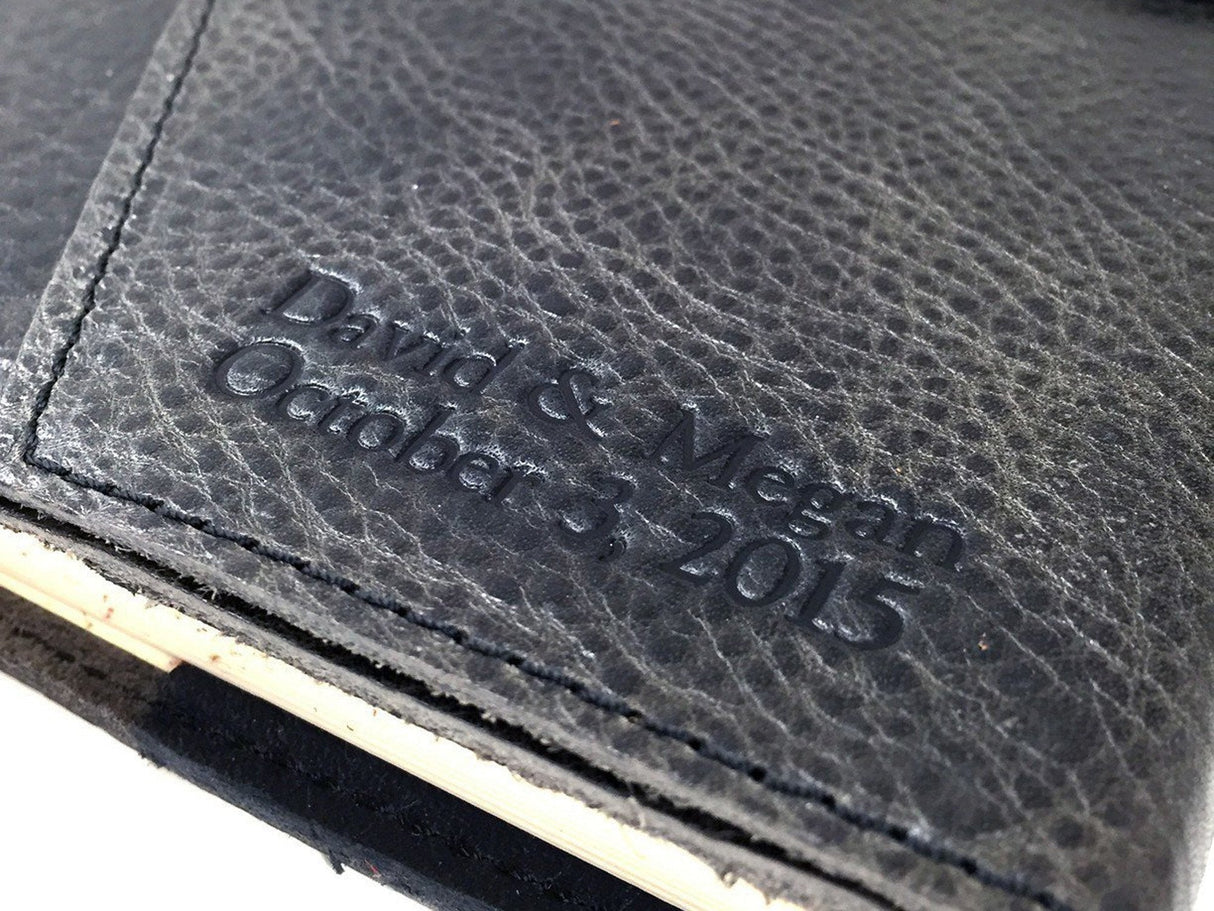 David & Megan
October 3, 2015